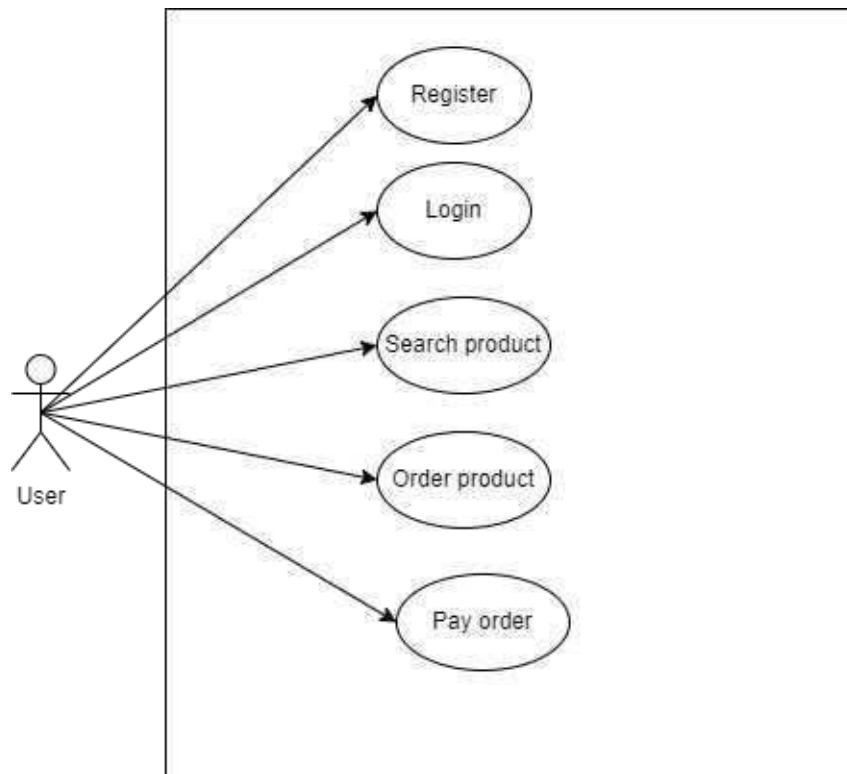 Register
Login
Search product
Order product
User
Pay order